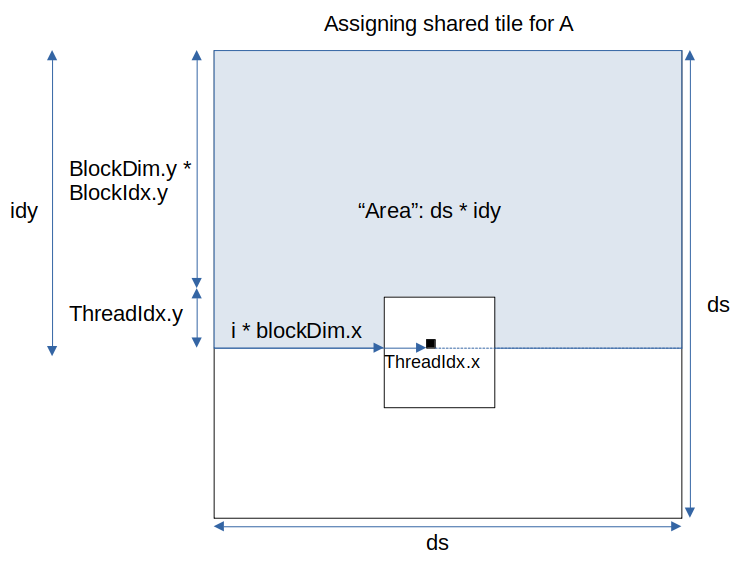 Assigning shared tile for A
BlockDim.y *
BlockIdx.y
idy
“Area”: ds * idy
ThreadIdx.y
i * blockDim.x
ds
ThreadIdx.x
ds